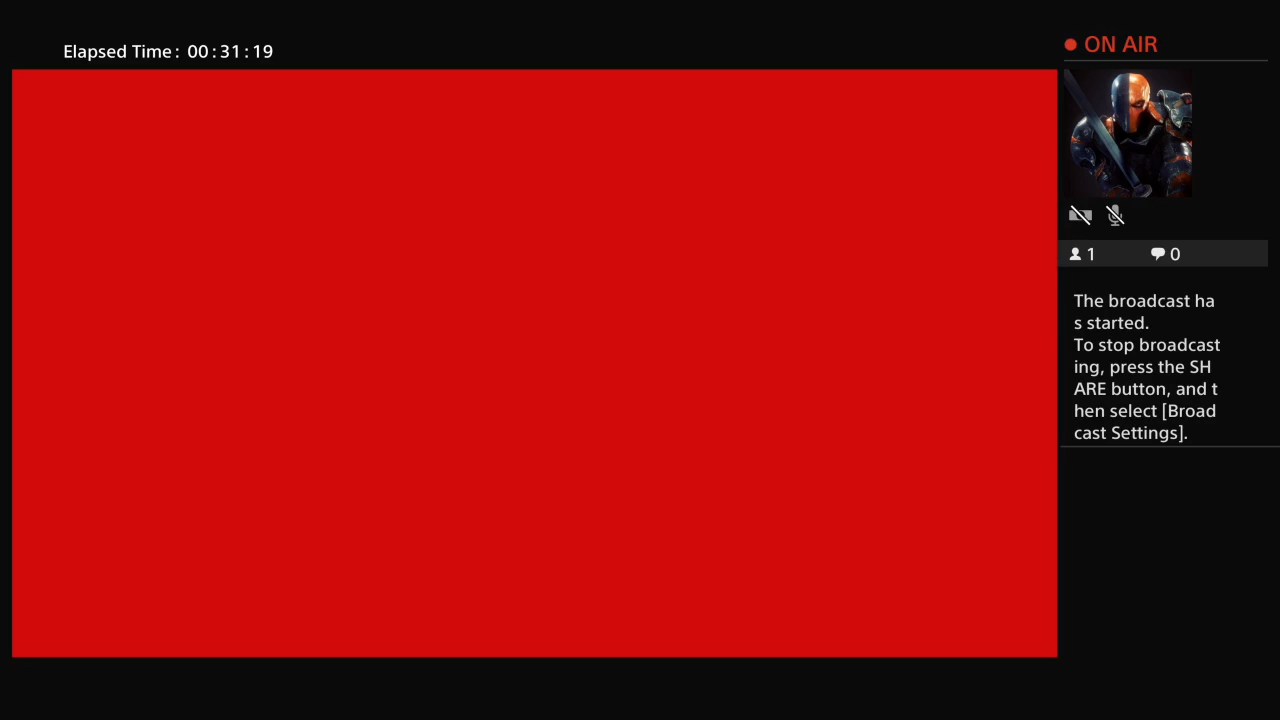 Elapsed Time: 00:31:19
ON AIR
1 0
The broadcast ha
s started.
To stop broadcast
ing, press the SH
ARE button, and t
hen select [Broad
cast Settings].